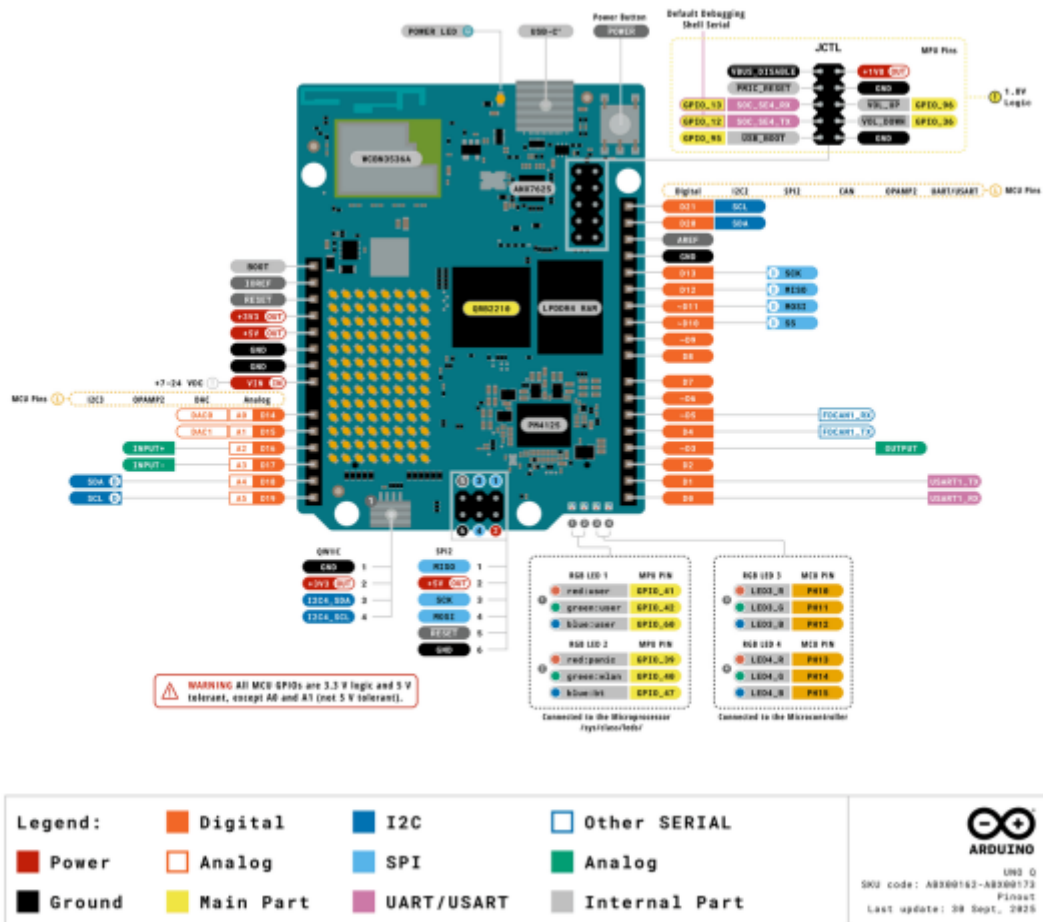 POWER LED
USB-C®
Power Button
POWER
Default Debugging
Shell Serial
JCTL
MPU Pins
VBUS_DISABLE
+1V8 OUT
PMIC_RESET
GND
GPIO_13 SOC_SE4_RX
VOL_UP GPIO_96
GPIO_12 SOC_SE4_TX
VOL_DOWN GPIO_36
GPIO_95 USB_BOOT
GND
1.8V
Logic
WCBN3536A
ANX7625
QRB2210
LPDDR4 RAM
PM4125
Digital I2C2 SPI2 CAN OPAMP2 UART/USART MCU Pins
D21 SCL
D20 SDA
AREF
GND
D13 SCK
D12 MISO
~D11 MOSI
~D10 SS
~D9
D8
D7
~D6
~D5 FDCAN1_RX
D4 FDCAN1_TX
~D3 OUTPUT
D2
D1 USART1_TX
D0 USART1_RX
BOOT
IOREF
RESET
+3V3 OUT
+5V OUT
GND
GND
+7-24 VDC VIN IN
MCU Pins I2C3 OPAMP2 DAC Analog
DAC0 A0 D14
DAC1 A1 D15
INPUT+ A2 D16
INPUT- A3 D17
SDA A4 D18
SCL A5 D19
QWIIC
GND 1
+3V3 OUT 2
I2C4_SDA 3
I2C4_SCL 4
SPI2
MISO 1
+5V OUT 2
SCK 3
MOSI 4
RESET 5
GND 6
RGB LED 1 MPU PIN
red:user GPIO_41
green:user GPIO_42
blue:user GPIO_60
RGB LED 2 MPU PIN
red:panic GPIO_39
green:wlan GPIO_40
blue:bt GPIO_47
Connected to the Microprocessor
/sys/class/leds/
RGB LED 3 MCU PIN
LED3_R PH10
LED3_G PH11
LED3_B PH12
RGB LED 4 MCU PIN
LED4_R PH13
LED4_G PH14
LED4_B PH15
Connected to the Microcontroller
WARNING All MCU GPIOs are 3.3 V logic and 5 V
tolerant, except A0 and A1 (not 5 V tolerant).
Legend:
Digital
I2C
Other SERIAL
Power
Analog
SPI
Analog
Ground
Main Part
UART/USART
Internal Part
ARDUINO
UNO Q
SKU code: ABX00162-ABX00173
Pinout
Last update: 30 Sept, 2025